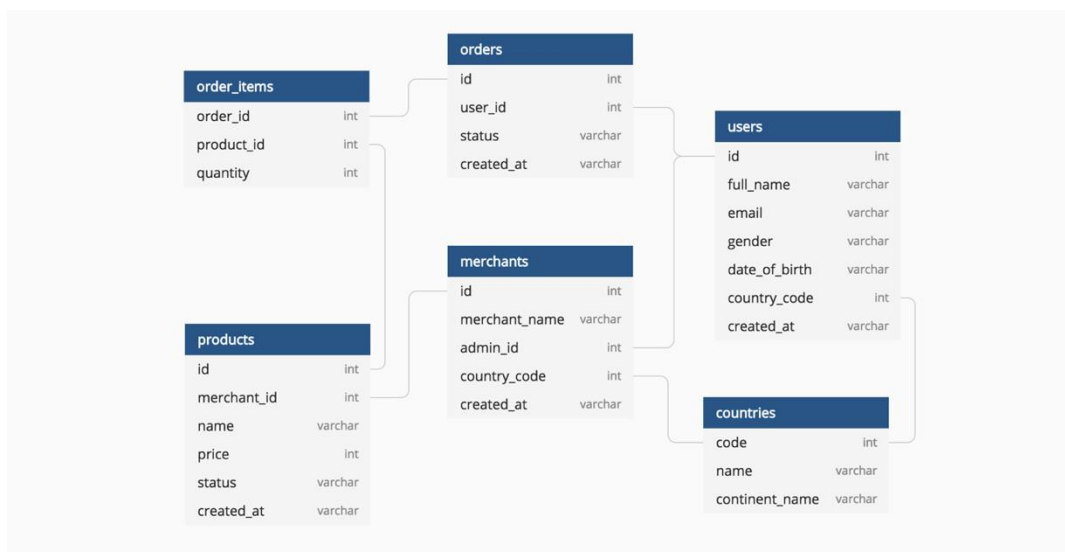 order_items
order_id int
product_id int
quantity int
orders
id int
user_id int
status varchar
created_at varchar
users
id int
full_name varchar
email varchar
gender varchar
date_of_birth varchar
country_code int
created_at varchar
merchants
id int
merchant_name varchar
admin_id int
country_code int
created_at varchar
products
id int
merchant_id int
name varchar
price int
status varchar
created_at varchar
countries
code int
name varchar
continent_name varchar